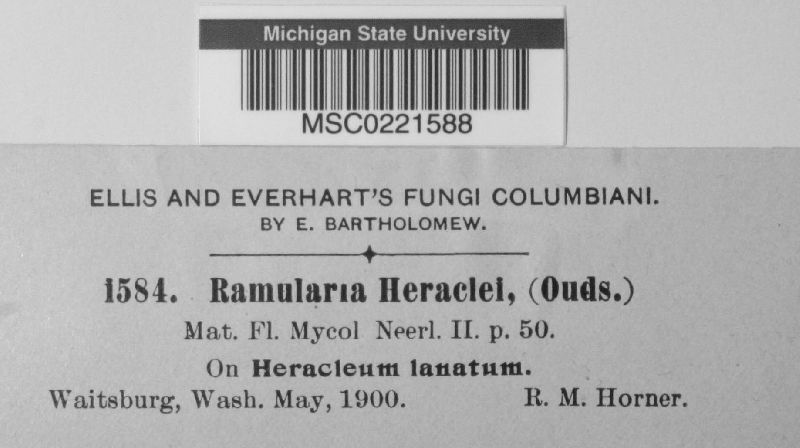 Michigan State University
MSC0221588
ELLIS AND EVERHART'S FUNGI COLUMBIANI.
BY E. BARTHOLOMEW.
1584. Ramularia Heraclei, (Ouds.)
Mat. Fl. Mycol Neerl. II. p. 50.
On Heracleum lanatum.
Waitsburg, Wash. May, 1900. R. M. Horner.